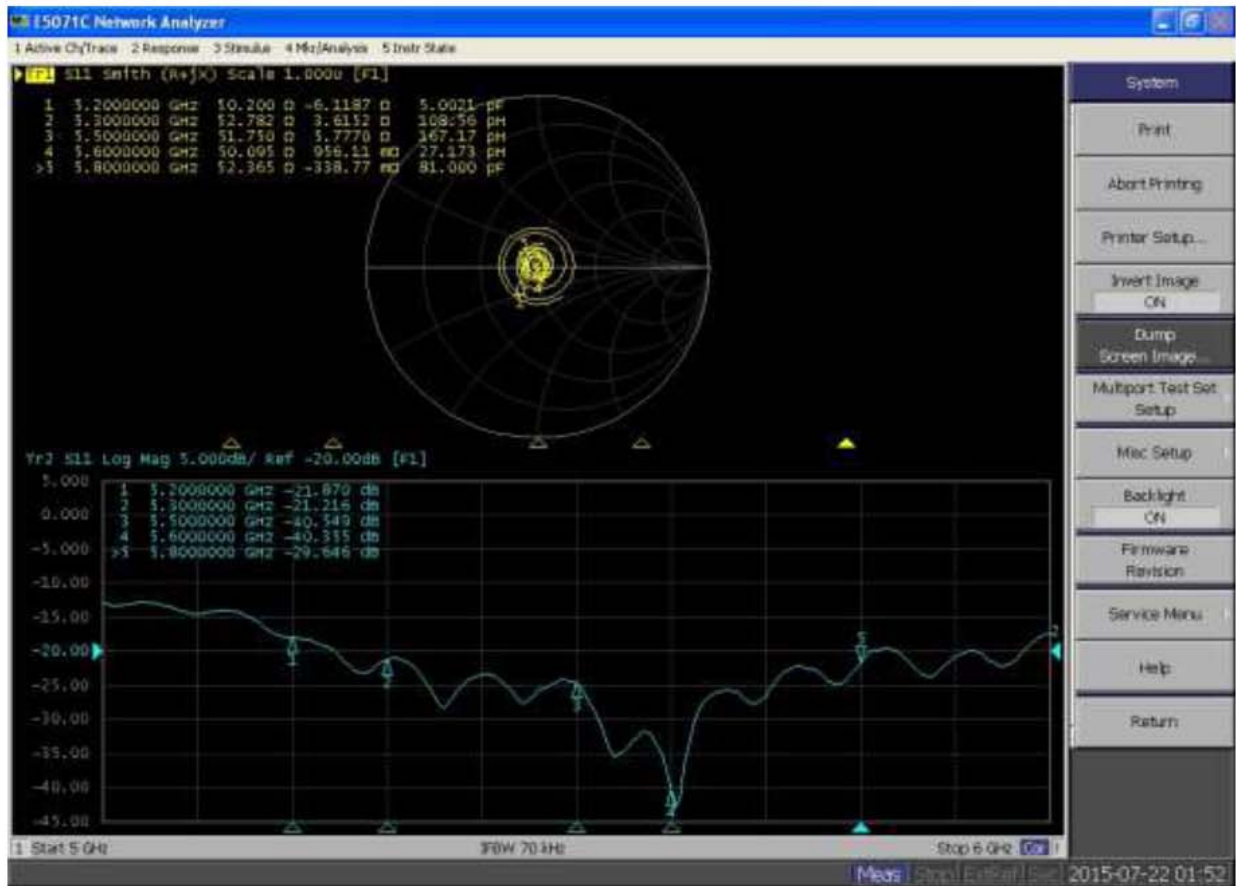 E5071C Network Analyzer
1 Active Ch/Trace 2 Response 3 Stimulus 4 Mkr/Analysis 5 Instr State
Tr1 S11 Smith (R+jX) Scale 1.000U [F1]
1 5.2000000 GHz 50.200 Ω -6.1187 Ω 5.0021 pF
2 5.3000000 GHz 52.782 Ω 3.6152 Ω 108.56 pH
3 5.5000000 GHz 51.750 Ω 5.7770 Ω 167.17 pH
4 5.6000000 GHz 50.095 Ω 956.11 mΩ 27.173 pH
>5 5.8000000 GHz 52.365 Ω -338.77 mΩ 81.000 pF
Tr2 S11 Log Mag 5.000dB/ Ref -20.00dB [F1]
5.000
0.000
-5.000
-10.00
-15.00
-20.00
-25.00
-30.00
-35.00
-40.00
-45.00
1 5.2000000 GHz -21.870 dB
2 5.3000000 GHz -21.216 dB
3 5.5000000 GHz -40.549 dB
4 5.6000000 GHz -40.355 dB
>5 5.8000000 GHz -29.646 dB
1
2
3
5
2
1 Start 5 GHz
IFBW 70 kHz
Stop 6 GHz Cor
Meas Stop ExtRef Svc 2015-07-22 01:52
System
Print
Abort Printing
Printer Setup...
Invert Image
ON
Dump
Screen Image...
Multiport Test Set
Setup
Misc Setup
Backlight
ON
Firmware
Revision
Service Menu
Help
Return